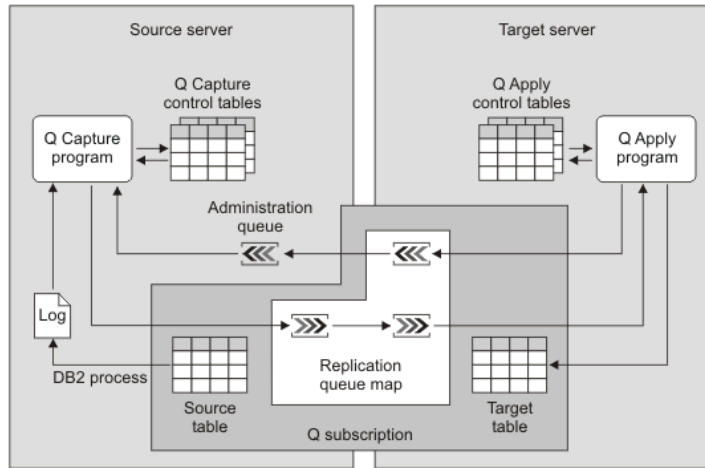 Source server
Target server
Q Capture
control tables
Q Apply
control tables
Q Capture
program
Q Apply
program
Administration
queue
Log
DB2 process
Replication
queue map
Source
table
Target
table
Q subscription